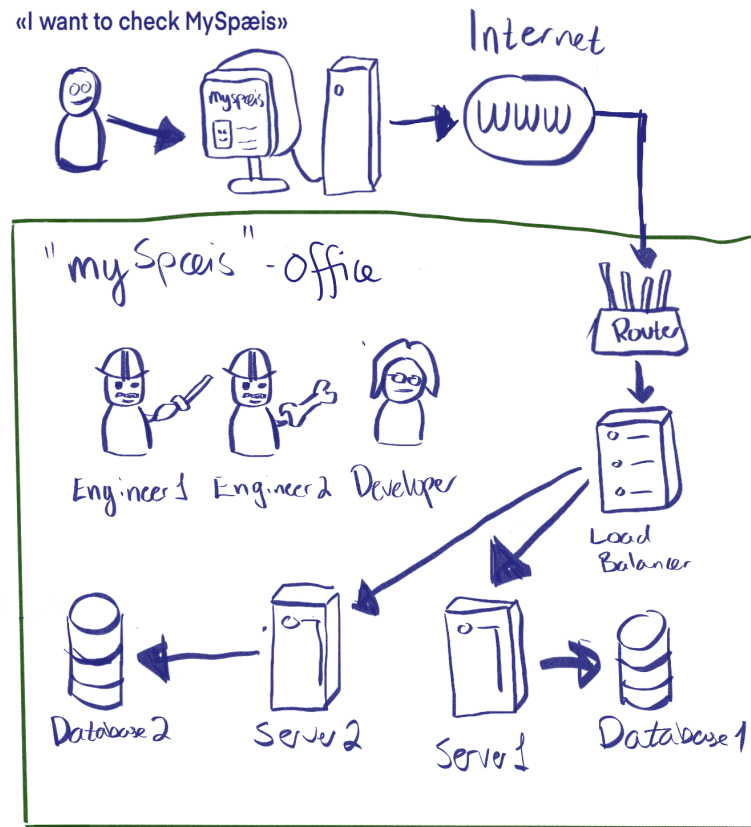 «I want to check MySpæis»
Internet
myspæis
WWW
"mySpæis"-Office
Router
Engineer 1
Engineer 2
Developer
Load
Balancer
Database 2
Server 2
Server 1
Database 1